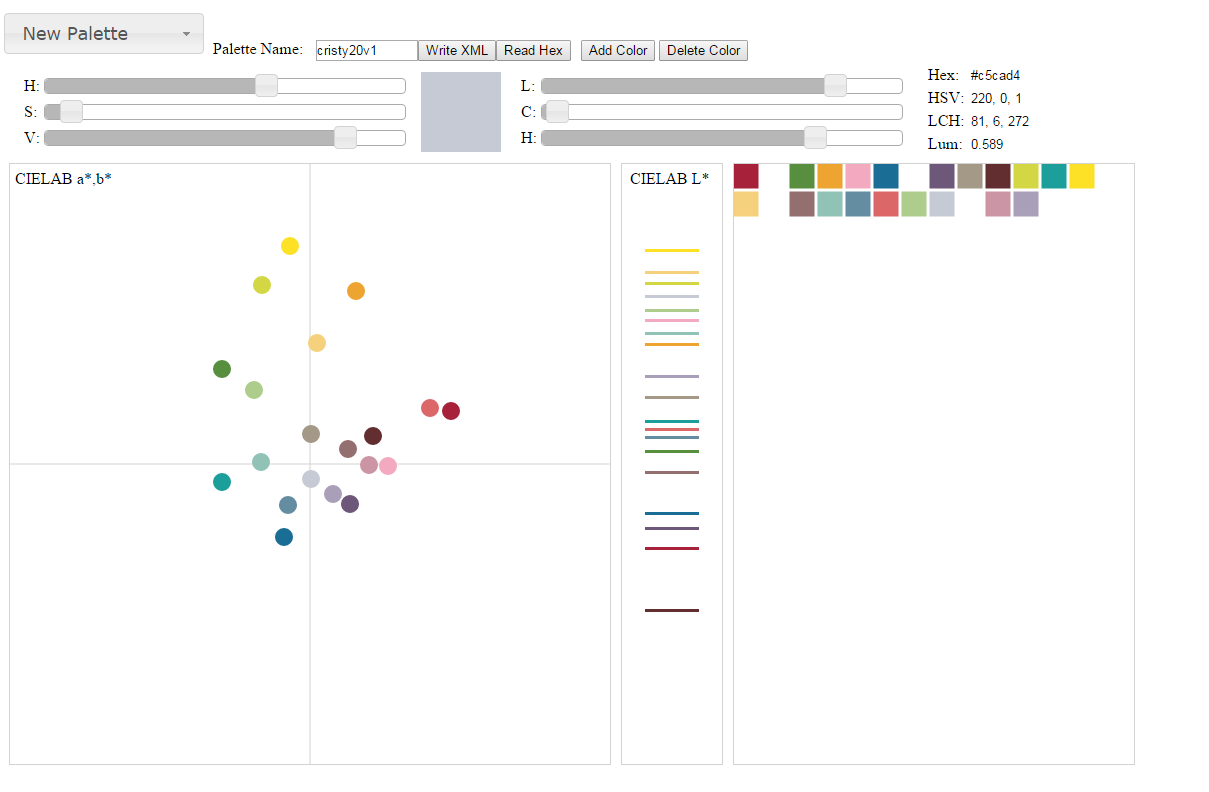 New Palette
Palette Name: cristy20v1 Write XML Read Hex Add Color Delete Color
H: L: Hex: #c5cad4
S: C: HSV: 220, 0, 1
V: H: LCH: 81, 6, 272
Lum: 0.589
CIELAB a*,b* CIELAB L*